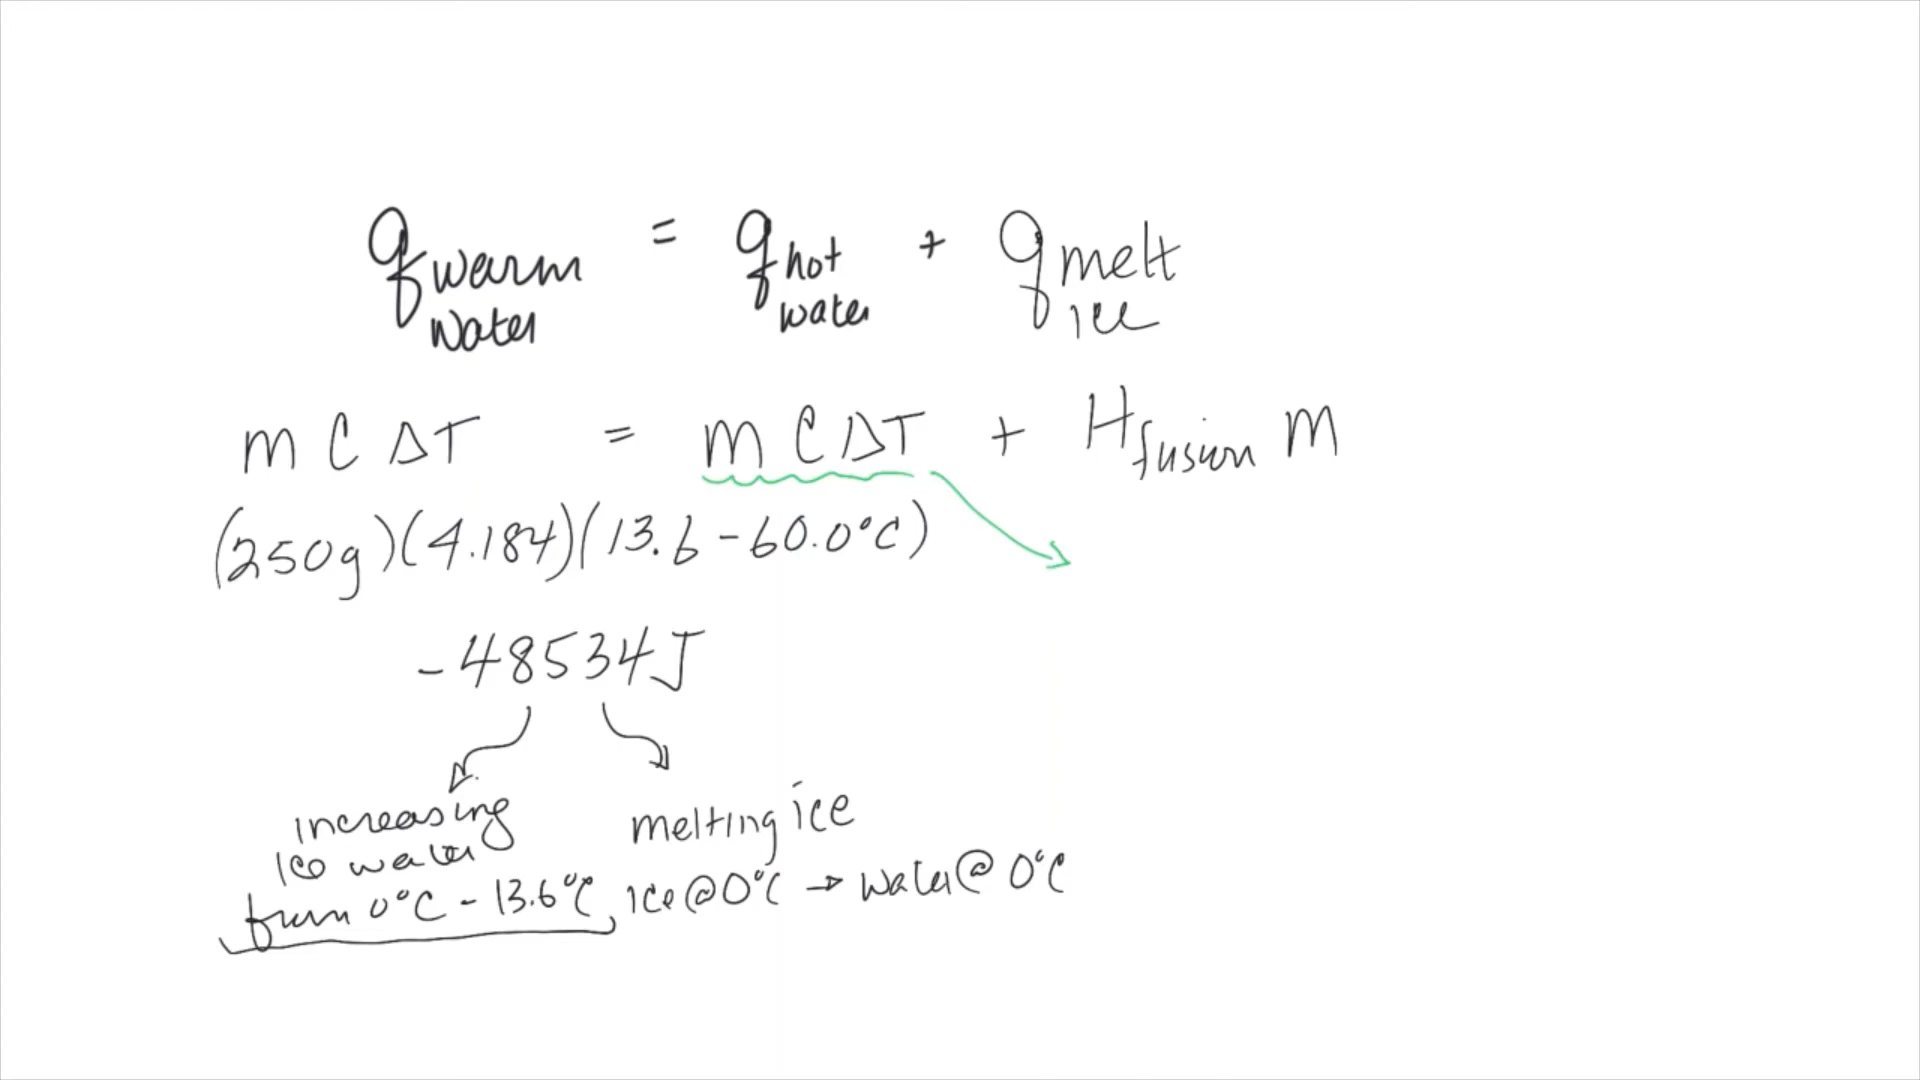 q warm water = q hot water + q melt ice
m C ΔT = m C ΔT + H fusion m
(250g)(4.184)(13.6-60.0°C)
-48534J
increasing melting ice
ice water
from 0°C - 13.6°C, ice@0°C → water@0°C